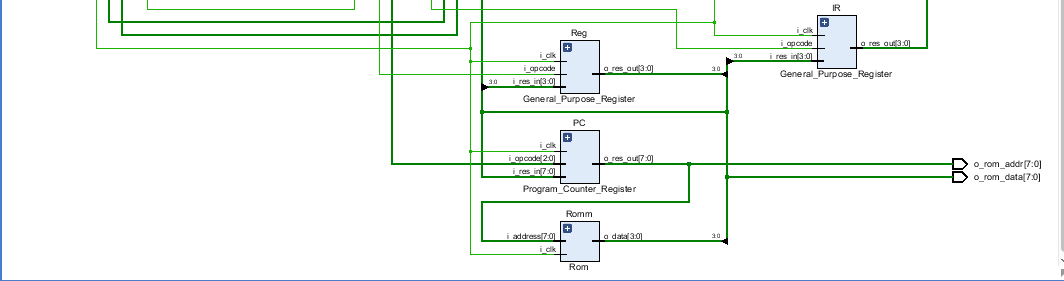 IR
i_clk
i_opcode
i_res_in[3:0]
o_res_out[3:0]
3:0
General_Purpose_Register
Reg
i_clk
i_opcode
i_res_in[3:0]
3:0
o_res_out[3:0]
3:0
General_Purpose_Register
PC
i_clk
i_opcode[2:0]
i_res_in[7:0]
o_res_out[7:0]
Program_Counter_Register
o_rom_addr[7:0]
o_rom_data[7:0]
Romm
i_address[7:0]
i_clk
o_data[3:0]
3:0
Rom